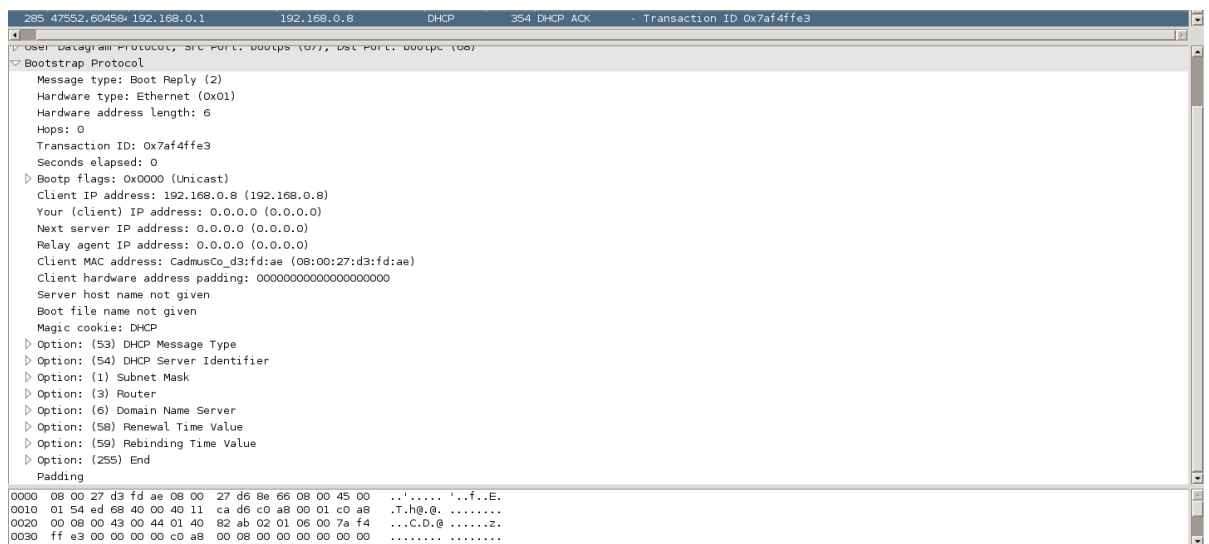 285 47552.60458 192.168.0.1 192.168.0.8 DHCP 354 DHCP ACK - Transaction ID 0x7af4ffe3
User Datagram Protocol, Src Port: bootps (67), Dst Port: bootpc (68)
Bootstrap Protocol
Message type: Boot Reply (2)
Hardware type: Ethernet (0x01)
Hardware address length: 6
Hops: 0
Transaction ID: 0x7af4ffe3
Seconds elapsed: 0
Bootp flags: 0x0000 (Unicast)
Client IP address: 192.168.0.8 (192.168.0.8)
Your (client) IP address: 0.0.0.0 (0.0.0.0)
Next server IP address: 0.0.0.0 (0.0.0.0)
Relay agent IP address: 0.0.0.0 (0.0.0.0)
Client MAC address: CadmusCo_d3:fd:ae (08:00:27:d3:fd:ae)
Client hardware address padding: 00000000000000000000
Server host name not given
Boot file name not given
Magic cookie: DHCP
Option: (53) DHCP Message Type
Option: (54) DHCP Server Identifier
Option: (1) Subnet Mask
Option: (3) Router
Option: (6) Domain Name Server
Option: (58) Renewal Time Value
Option: (59) Rebinding Time Value
Option: (255) End
Padding
0000 08 00 27 d3 fd ae 08 00 27 d6 8e 66 08 00 45 00 ..'..... '..f..E.
0010 01 54 ed 68 40 00 40 11 ca d6 c0 a8 00 01 c0 a8 .T.h@.@. ........
0020 00 08 00 43 00 44 01 40 82 ab 02 01 06 00 7a f4 ...C.D.@ ......z.
0030 ff e3 00 00 00 00 c0 a8 00 08 00 00 00 00 00 00 ........ ........